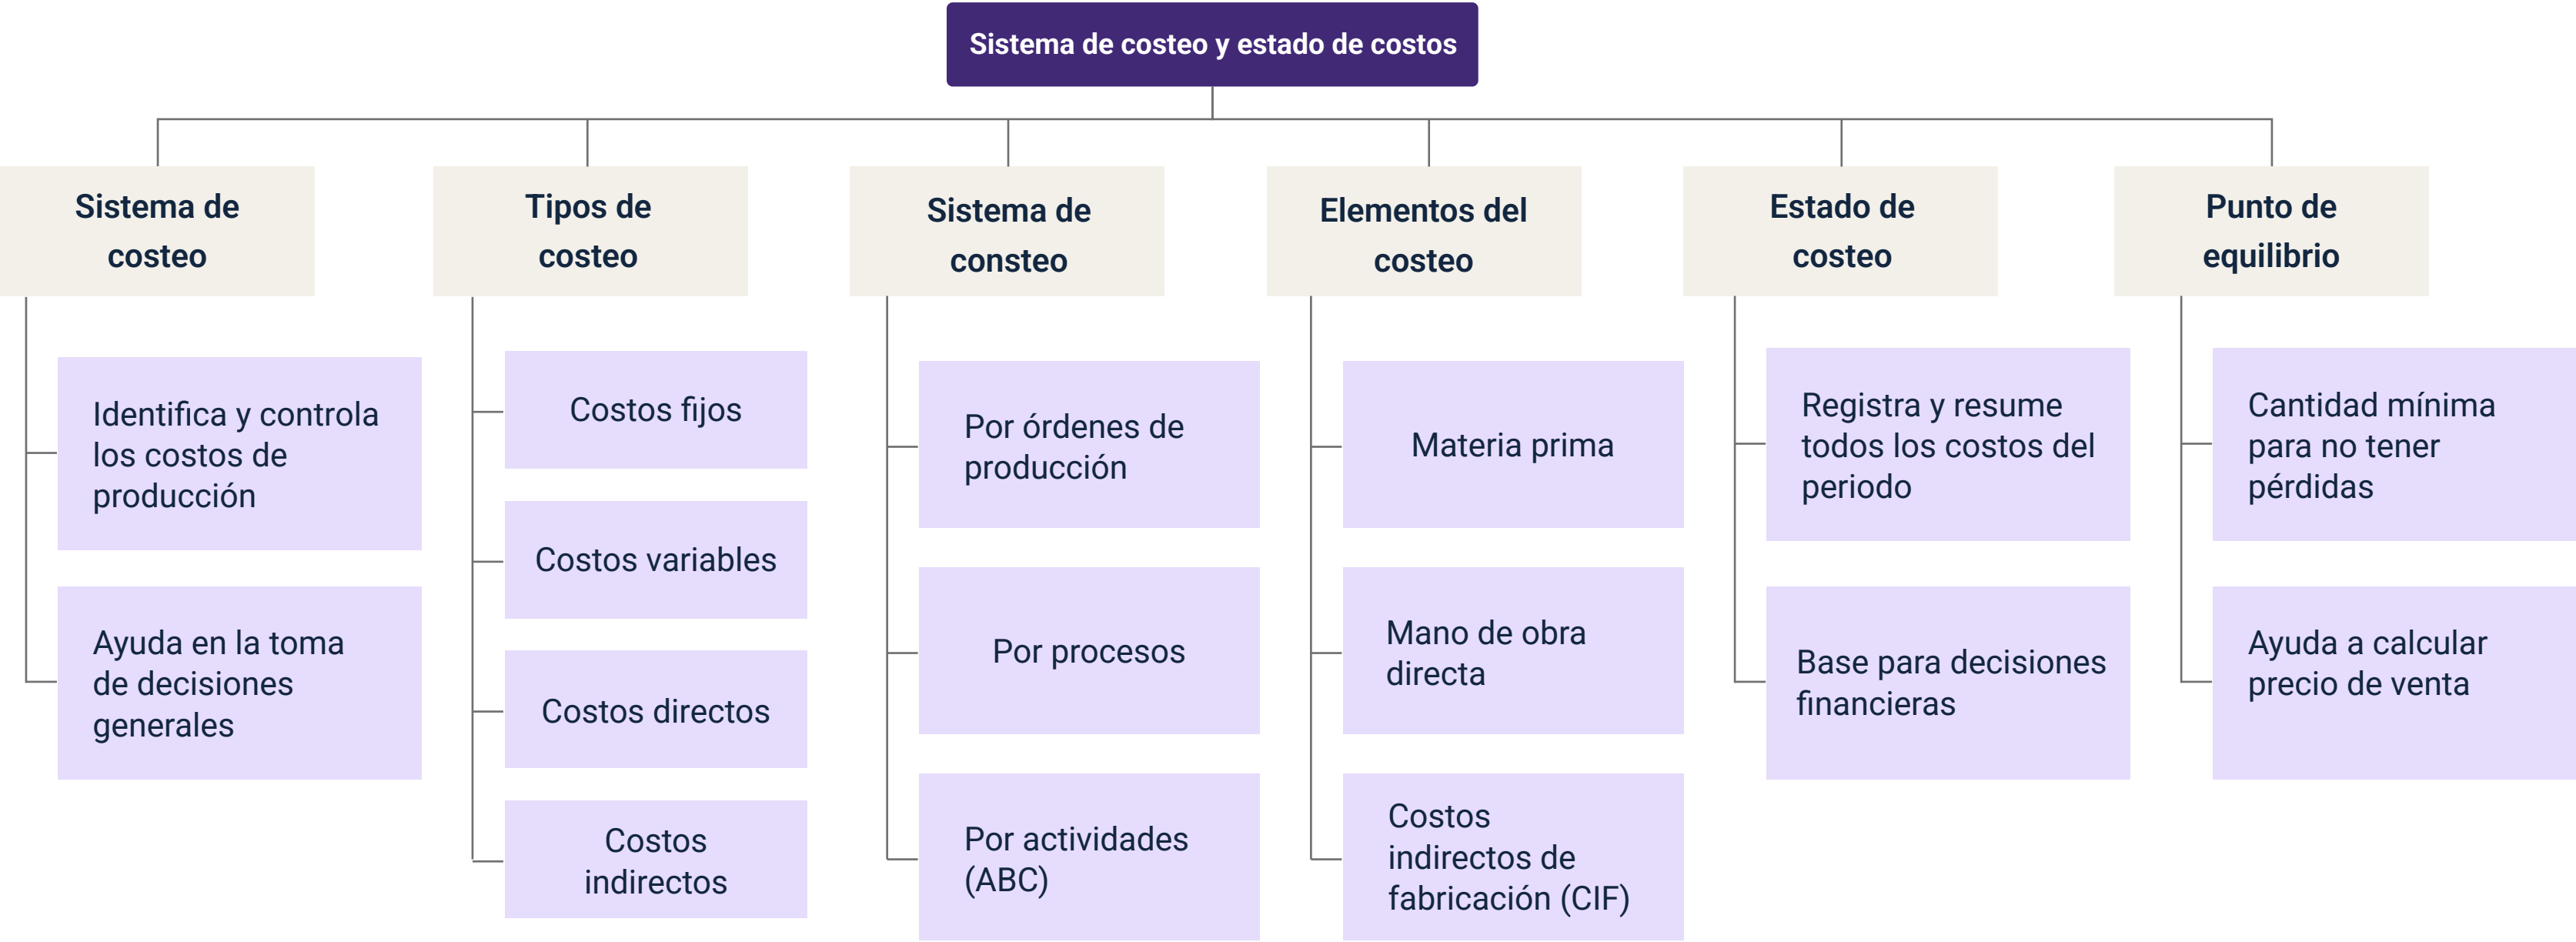 Sistema de costeo y estado de costos
Sistema de
costeo
Identifica y controla
los costos de
producción
Ayuda en la toma
de decisiones
generales
Tipos de
costeo
Costos fijos
Costos variables
Costos directos
Costos
indirectos
Sistema de
consteo
Por órdenes de
producción
Por procesos
Por actividades
(ABC)
Elementos del
costeo
Materia prima
Mano de obra
directa
Costos
indirectos de
fabricación (CIF)
Estado de
costeo
Registra y resume
todos los costos del
periodo
Base para decisiones
financieras
Punto de
equilibrio
Cantidad mínima
para no tener
pérdidas
Ayuda a calcular
precio de venta